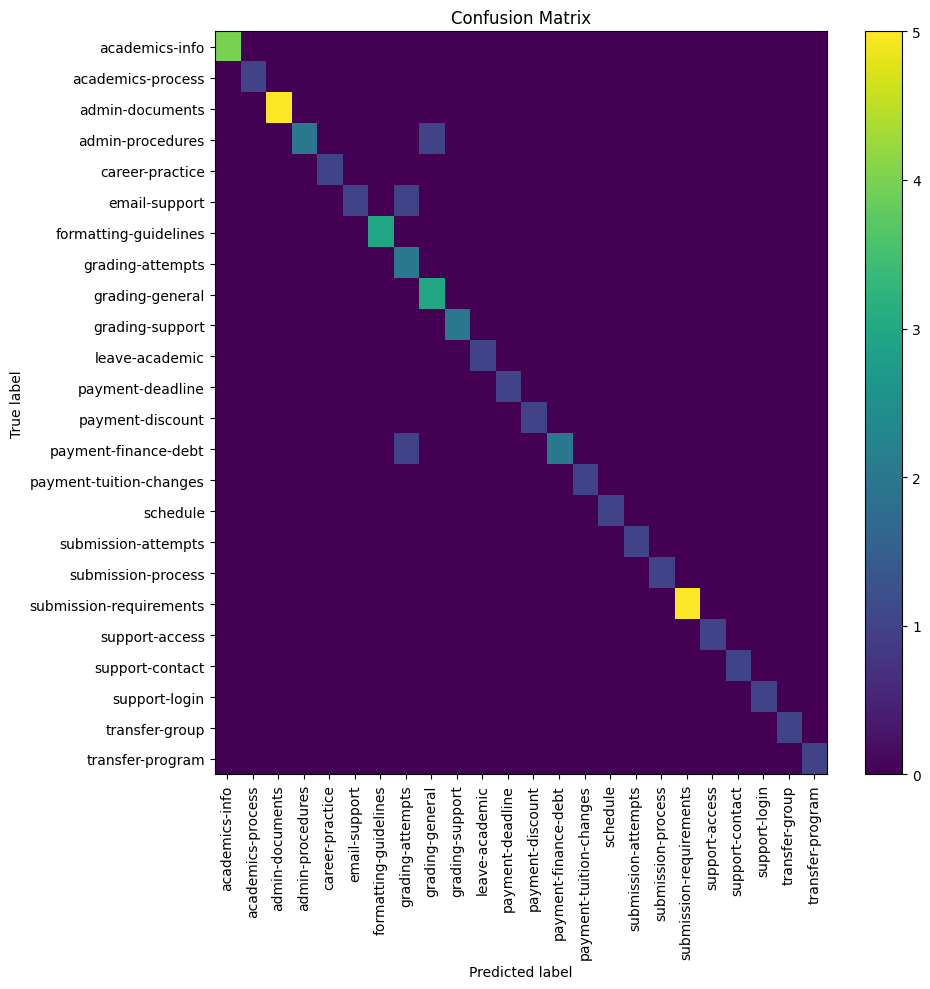 Confusion Matrix
True label
academics-info
academics-process
admin-documents
admin-procedures
career-practice
email-support
formatting-guidelines
grading-attempts
grading-general
grading-support
leave-academic
payment-deadline
payment-discount
payment-finance-debt
payment-tuition-changes
schedule
submission-attempts
submission-process
submission-requirements
support-access
support-contact
support-login
transfer-group
transfer-program
academics-info
academics-process
admin-documents
admin-procedures
career-practice
email-support
formatting-guidelines
grading-attempts
grading-general
grading-support
leave-academic
payment-deadline
payment-discount
payment-finance-debt
payment-tuition-changes
schedule
submission-attempts
submission-process
submission-requirements
support-access
support-contact
support-login
transfer-group
transfer-program
Predicted label
5
4
3
2
1
0